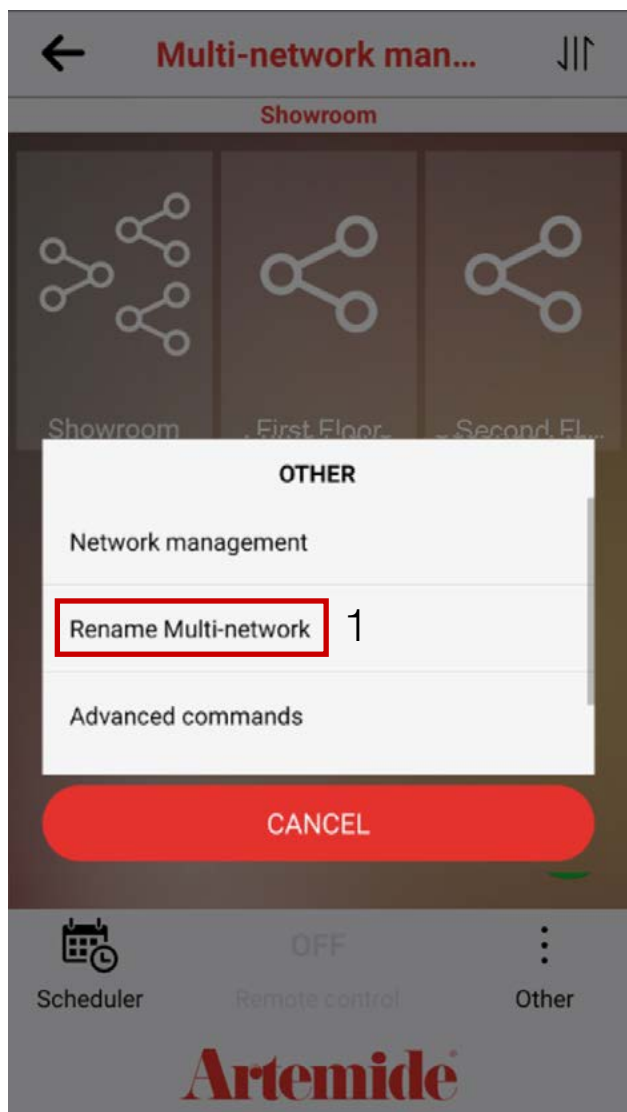 Multi-network man...
Showroom
Showroom
First Floor
Second Fl...
OTHER
Network management
Rename Multi-network 1
Advanced commands
CANCEL
OFF
Scheduler Remote control Other
Artemide